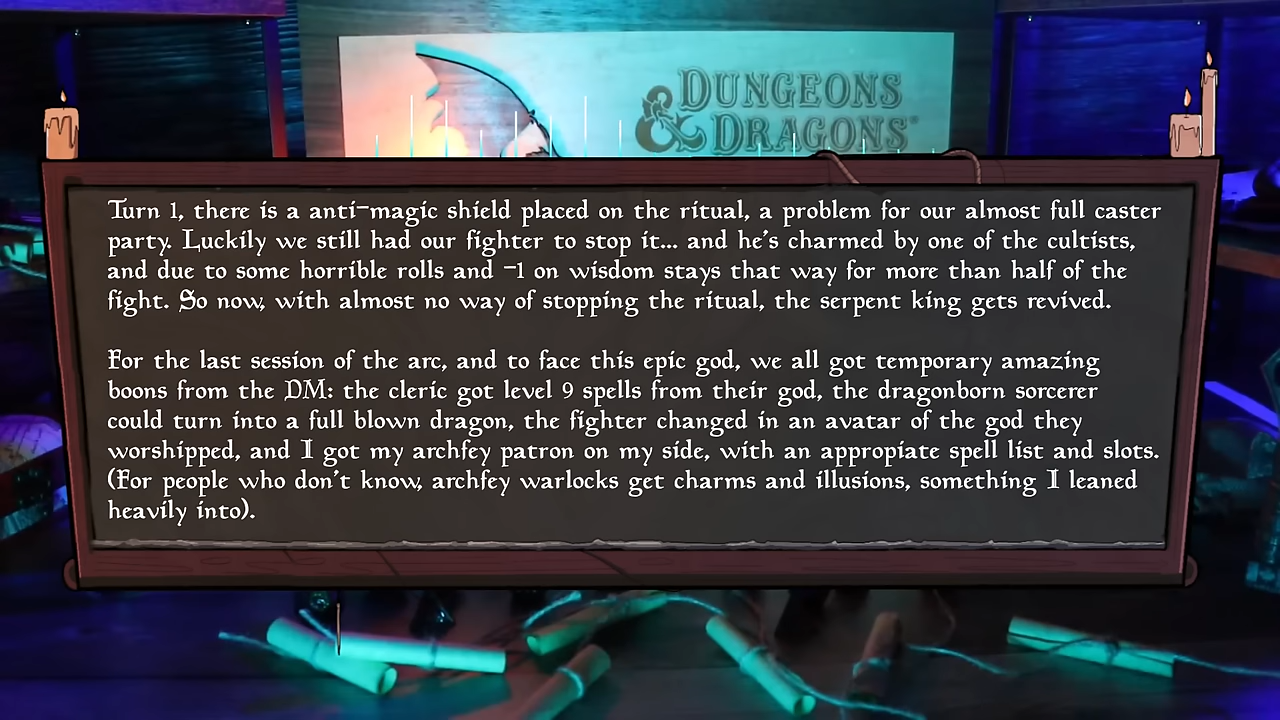 DUNGEONS
& DRAGONS®
Turn 1, there is a anti-magic shield placed on the ritual, a problem for our almost full caster
party. Luckily we still had our fighter to stop it... and he's charmed by one of the cultists,
and due to some horrible rolls and -1 on wisdom stays that way for more than half of the
fight. So now, with almost no way of stopping the ritual, the serpent king gets revived.
For the last session of the arc, and to face this epic god, we all got temporary amazing
boons from the DM: the cleric got level 9 spells from their god, the dragonborn sorcerer
could turn into a full blown dragon, the fighter changed in an avatar of the god they
worshipped, and I got my archfey patron on my side, with an appropiate spell list and slots.
(For people who don't know, archfey warlocks get charms and illusions, something I leaned
heavily into).